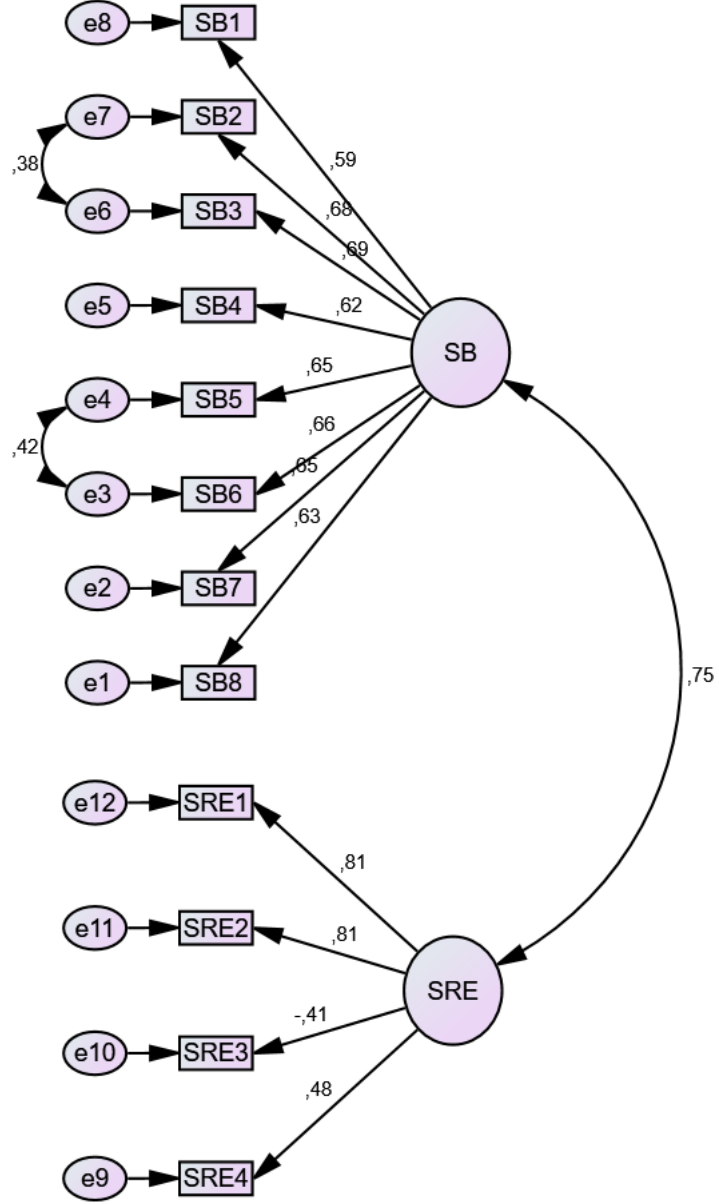 e8 SB1
e7 SB2
,59
,38
,68
e6 SB3
,69
e5 SB4 ,62
SB
,65
e4 SB5
,66
,42
,65
e3 SB6
,63
e2 SB7
,75
e1 SB8
e12 SRE1
,81
e11 SRE2 ,81
SRE
-,41
e10 SRE3
,48
e9 SRE4